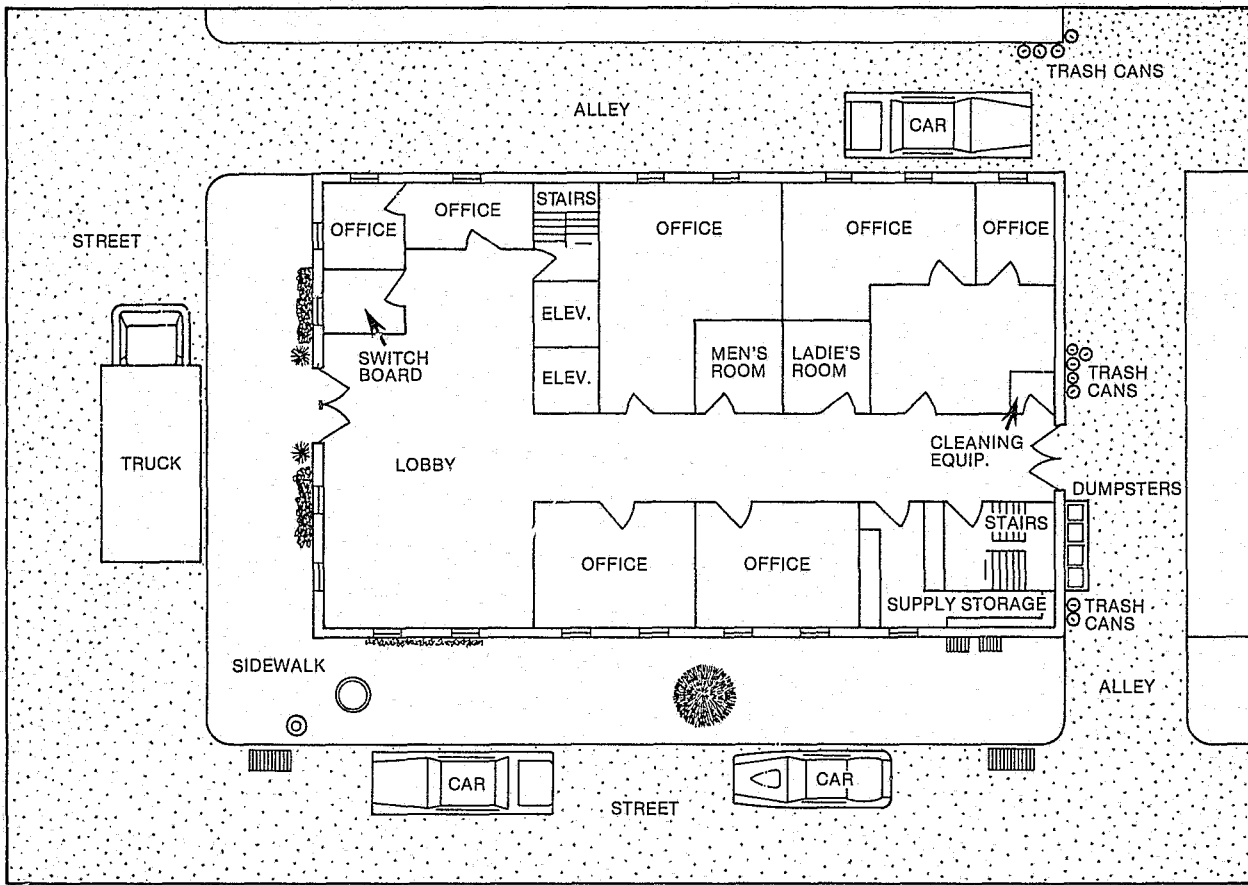 TRASH CANS
ALLEY
CAR
STREET
OFFICE
OFFICE
STAIRS
OFFICE
OFFICE
OFFICE
ELEV.
ELEV.
SWITCH
BOARD
MEN'S
ROOM
LADIE'S
ROOM
TRASH
CANS
CLEANING
EQUIP.
TRUCK
LOBBY
DUMPSTERS
STAIRS
OFFICE
OFFICE
SUPPLY STORAGE
TRASH
CANS
SIDEWALK
ALLEY
CAR
CAR
STREET